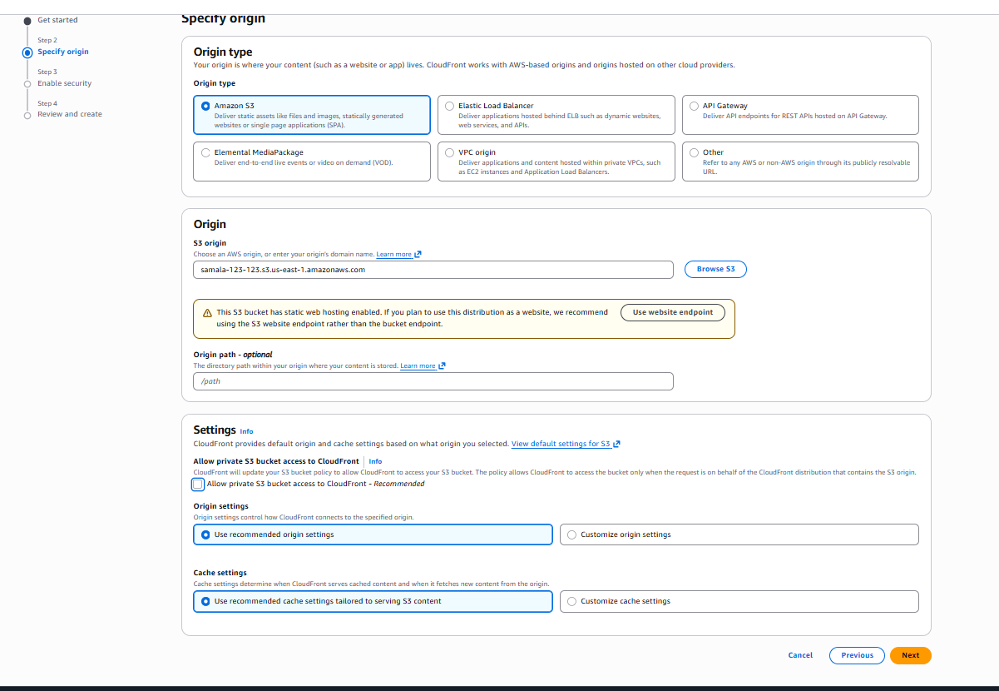 Get started
Step 2
Specify origin
Step 3
Enable security
Step 4
Review and create
Specify origin
Origin type
Your origin is where your content (such as a website or app) lives. CloudFront works with AWS-based origins and origins hosted on other cloud providers.
Origin type
Amazon S3
Deliver static assets like files and images, statically generated
websites or single page applications (SPA).
Elastic Load Balancer
Deliver applications hosted behind ELB such as dynamic websites,
web services, and APIs.
API Gateway
Deliver API endpoints for REST APIs hosted on API Gateway.
Elemental MediaPackage
Deliver end-to-end live events or video on demand (VOD).
VPC origin
Deliver applications and content hosted within private VPCs, such
as EC2 instances and Application Load Balancers.
Other
Refer to any AWS or non-AWS origin through its publicly resolvable
URL.
Origin
S3 origin
Choose an AWS origin, or enter your origin's domain name. Learn more
samala-123-123.s3.us-east-1.amazonaws.com
Browse S3
This S3 bucket has static web hosting enabled. If you plan to use this distribution as a website, we recommend
using the S3 website endpoint rather than the bucket endpoint.
Use website endpoint
Origin path - optional
The directory path within your origin where your content is stored. Learn more
/path
Settings Info
CloudFront provides default origin and cache settings based on what origin you selected. View default settings for S3
Allow private S3 bucket access to CloudFront Info
CloudFront will update your S3 bucket policy to allow CloudFront to access your S3 bucket. The policy allows CloudFront to access the bucket only when the request is on behalf of the CloudFront distribution that contains the S3 origin.
Allow private S3 bucket access to CloudFront - Recommended
Origin settings
Origin settings control how CloudFront connects to the specified origin.
Use recommended origin settings
Customize origin settings
Cache settings
Cache settings determine when CloudFront serves cached content and when it fetches new content from the origin.
Use recommended cache settings tailored to serving S3 content
Customize cache settings
Cancel
Previous
Next